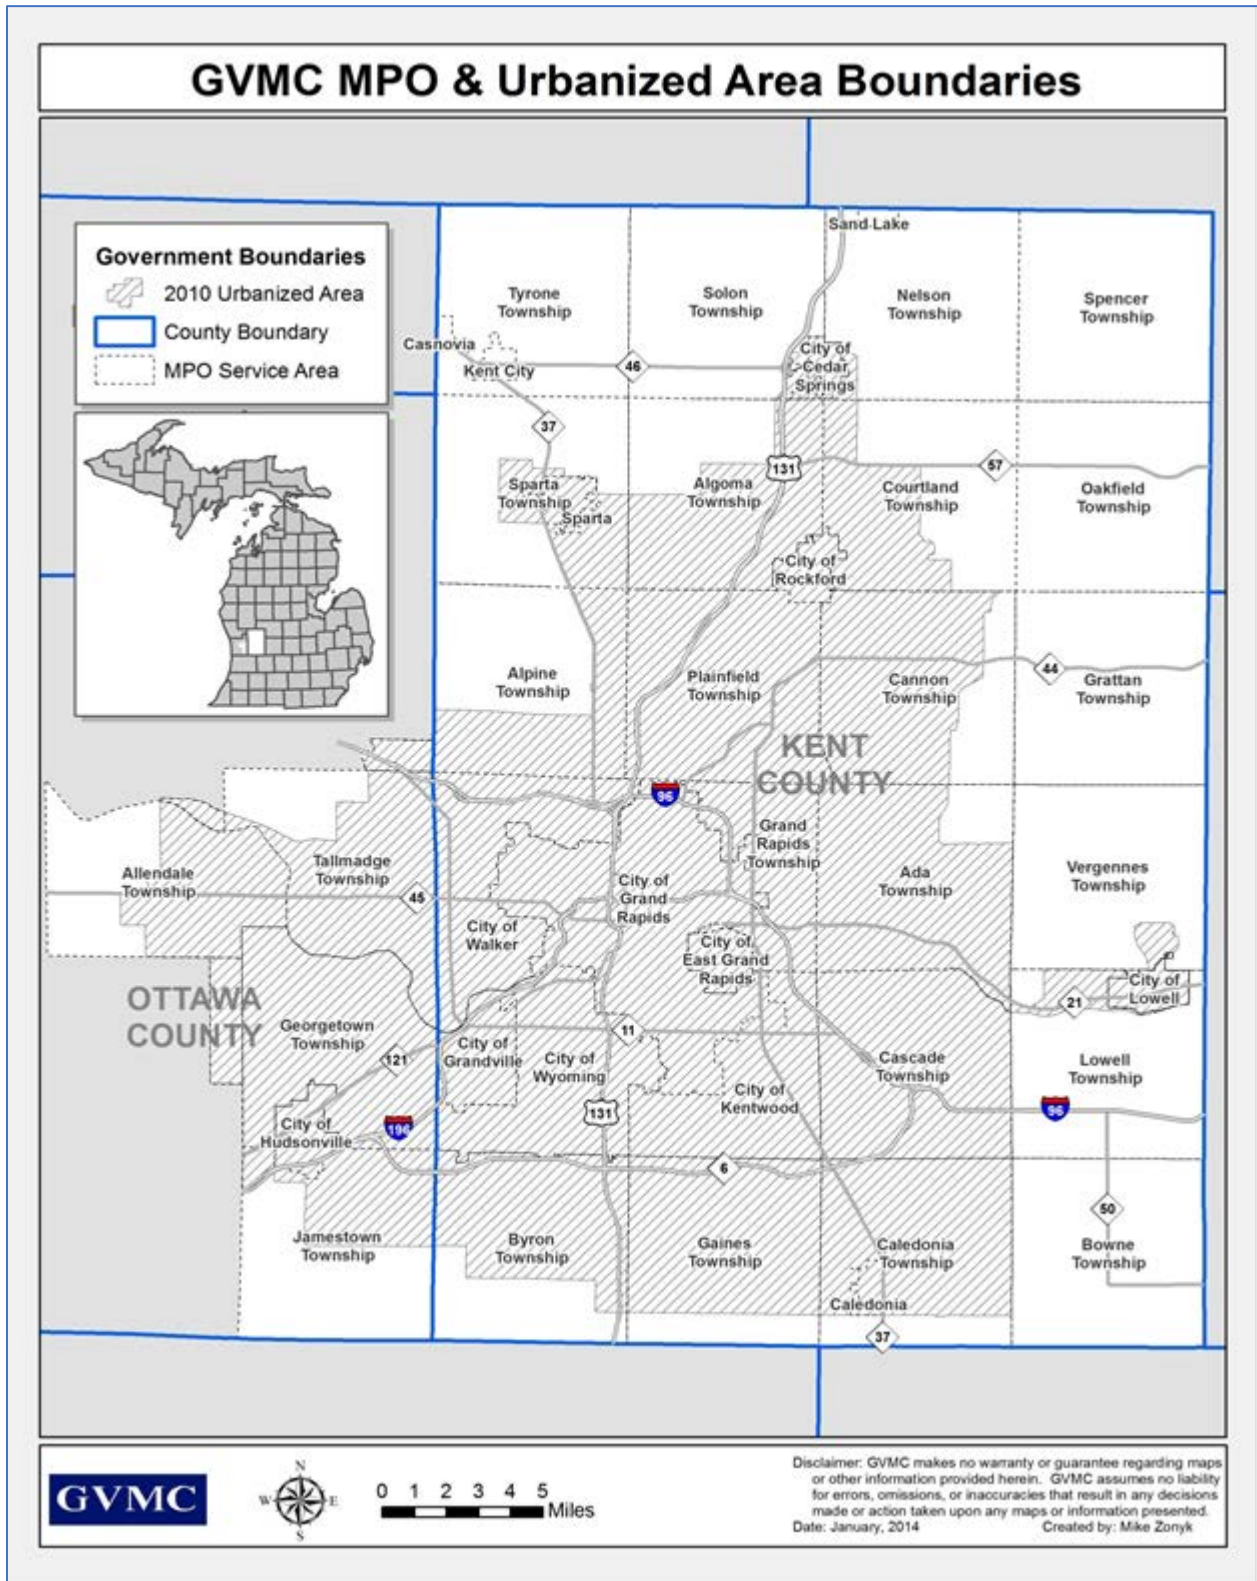 GVMC MPO & Urbanized Area Boundaries
Government Boundaries
2010 Urbanized Area
County Boundary
MPO Service Area
Sand Lake
Tyrone
Township
Solon
Township
Nelson
Township
Spencer
Township
Casnovia
Kent City
46
City of
Cedar
Springs
37
131
57
Sparta
Township
Sparta
Algoma
Township
Courtland
Township
Oakfield
Township
City of
Rockford
Alpine
Township
Plainfield
Township
Cannon
Township
44
Grattan
Township
KENT
COUNTY
96
Grand
Rapids
Township
Allendale
Township
Tallmadge
Township
45
City of
Grand
Rapids
Ada
Township
Vergennes
Township
City of
Walker
City of
East Grand
Rapids
City of
Lowell
21
OTTAWA
COUNTY
Georgetown
Township
121
City of
Grandville
City of
Wyoming
11
Cascade
Township
Lowell
Township
City of
Kentwood
131
96
196
City of
Hudsonville
6
50
Jamestown
Township
Byron
Township
Gaines
Township
Caledonia
Township
Bowne
Township
Caledonia
37
GVMC
N
W
E
S
0 1 2 3 4 5
Miles
Disclaimer: GVMC makes no warranty or guarantee regarding maps
or other information provided herein. GVMC assumes no liability
for errors, omissions, or inaccuracies that result in any decisions
made or action taken upon any maps or information presented.
Date: January, 2014 Created by: Mike Zonyk